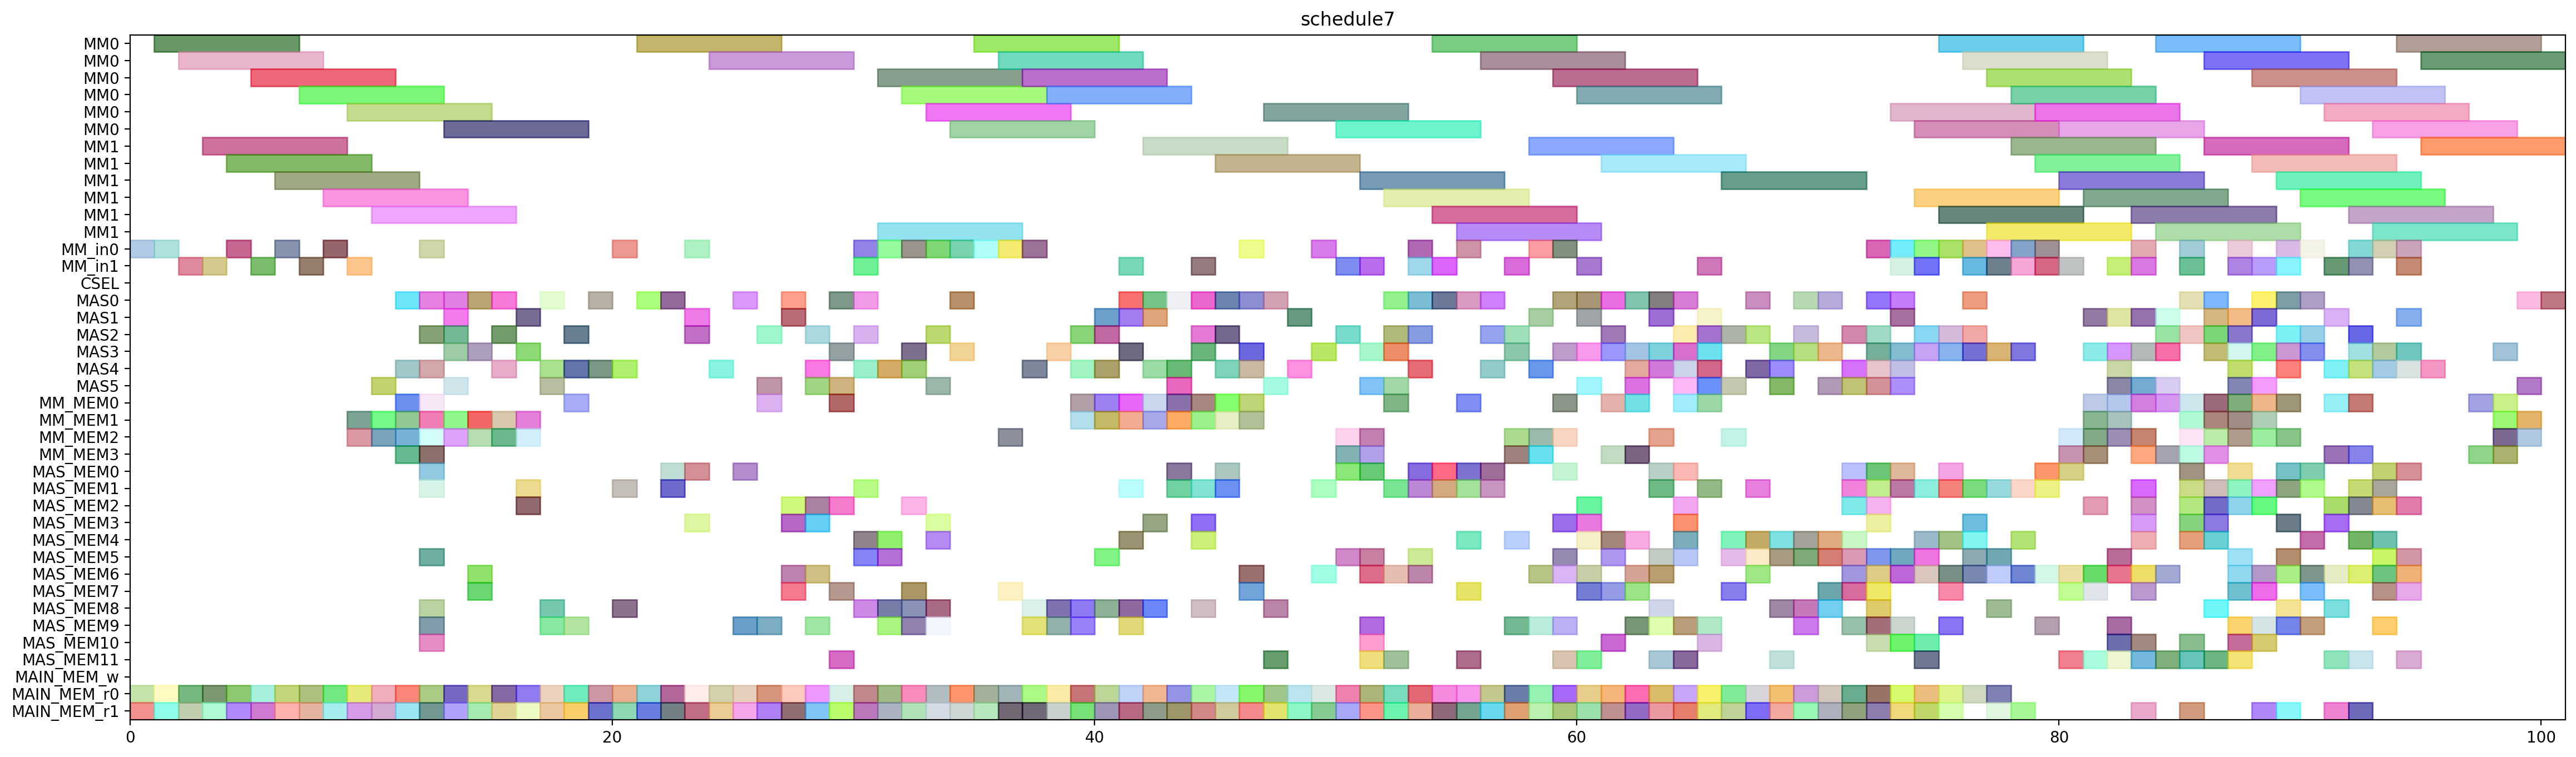 schedule7
MM0
MM0
MM0
MM0
MM0
MM0
MM1
MM1
MM1
MM1
MM1
MM1
MM_in0
MM_in1
CSEL
MAS0
MAS1
MAS2
MAS3
MAS4
MAS5
MM_MEM0
MM_MEM1
MM_MEM2
MM_MEM3
MAS_MEM0
MAS_MEM1
MAS_MEM2
MAS_MEM3
MAS_MEM4
MAS_MEM5
MAS_MEM6
MAS_MEM7
MAS_MEM8
MAS_MEM9
MAS_MEM10
MAS_MEM11
MAIN_MEM_w
MAIN_MEM_r0
MAIN_MEM_r1
0 20 40 60 80 100